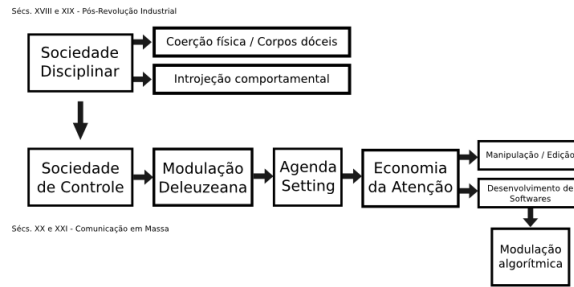 Sécs. XVIII e XIX - Pós-Revolução Industrial
Sociedade
Disciplinar
Coerção física / Corpos dóceis
Introjeção comportamental
Sociedade
de Controle
Modulação
Deleuzeana
Agenda
Setting
Economia
da Atenção
Manipulação / Edição
Desenvolvimento de
Softwares
Modulação
algorítmica
Sécs. XX e XXI - Comunicação em Massa